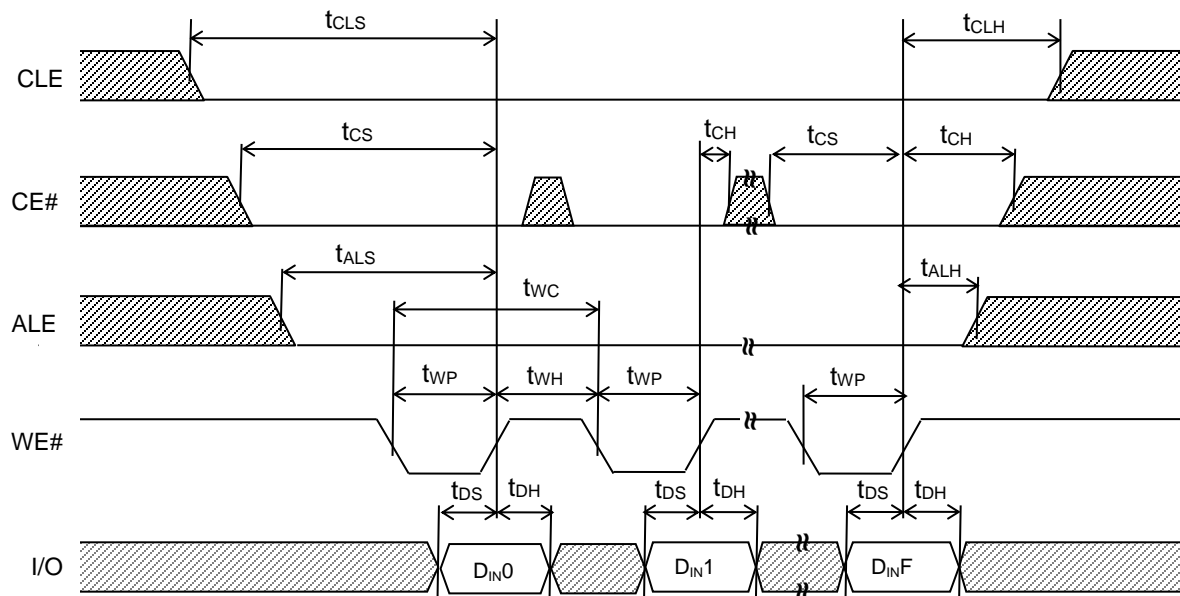 tCLS
tCLH
CLE
tCS
tCH
tCS
tCH
CE#
tALS
tWC
tALH
ALE
tWP
tWH
tWP
tWP
WE#
tDS
tDH
tDS
tDH
tDS
tDH
I/O
DIN0
DIN1
DINF